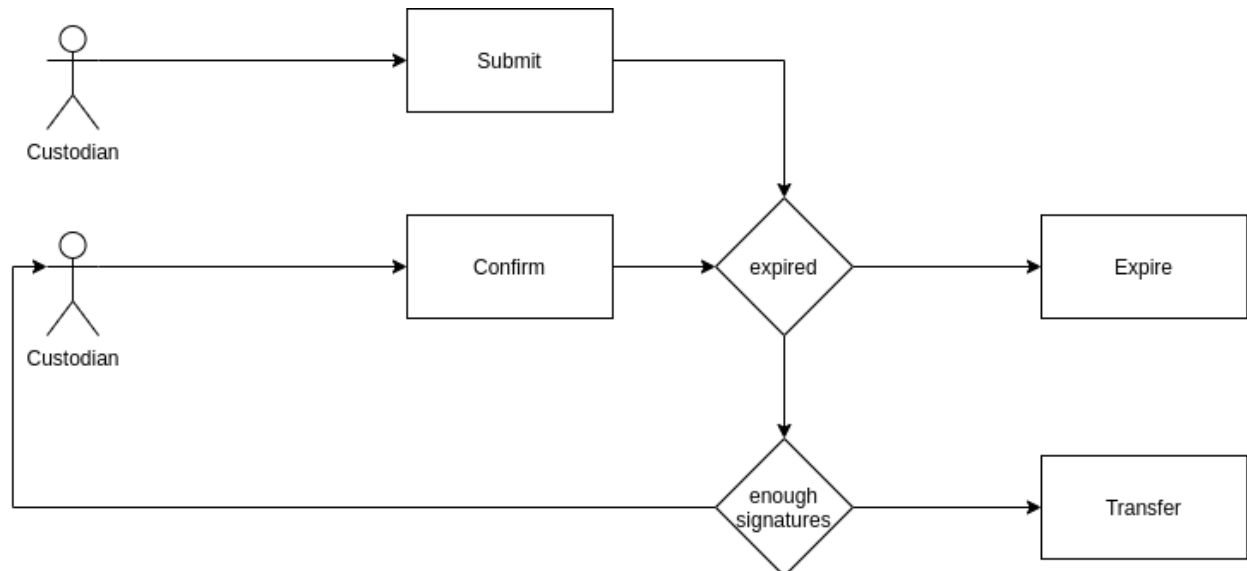 Submit
Custodian
Confirm
expired
Expire
Custodian
enough
signatures
Transfer